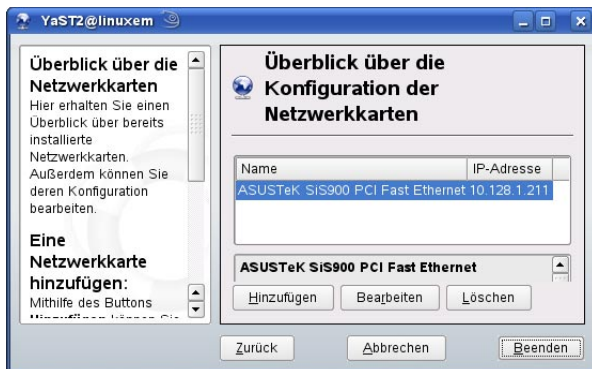 YaST2@linuxem
Überblick über die
Netzwerkkarten
Hier erhalten Sie einen
Überblick über bereits
installierte
Netzwerkkarten.
Außerdem können Sie
deren Konfiguration
bearbeiten.
Eine
Netzwerkkarte
hinzufügen:
Mithilfe des Buttons
Überblick über die
Konfiguration der
Netzwerkkarten
Name IP-Adresse
ASUSTeK SiS900 PCI Fast Ethernet 10.128.1.211
ASUSTeK SiS900 PCI Fast Ethernet
Hinzufügen Bearbeiten Löschen
Zurück Abbrechen Beenden